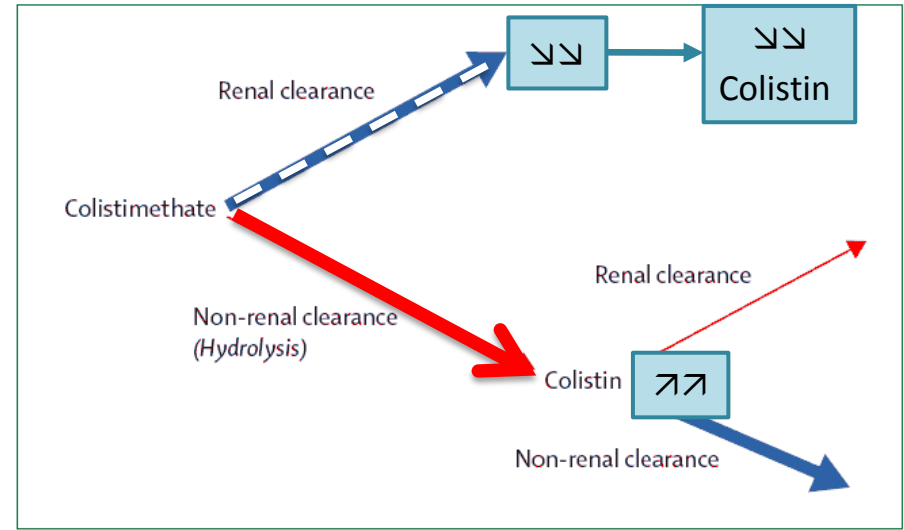 ↘↘
↘↘
Colistin
Renal clearance
Colistimethate
Renal clearance
Non-renal clearance
(Hydrolysis)
Colistin ↗↗
Non-renal clearance